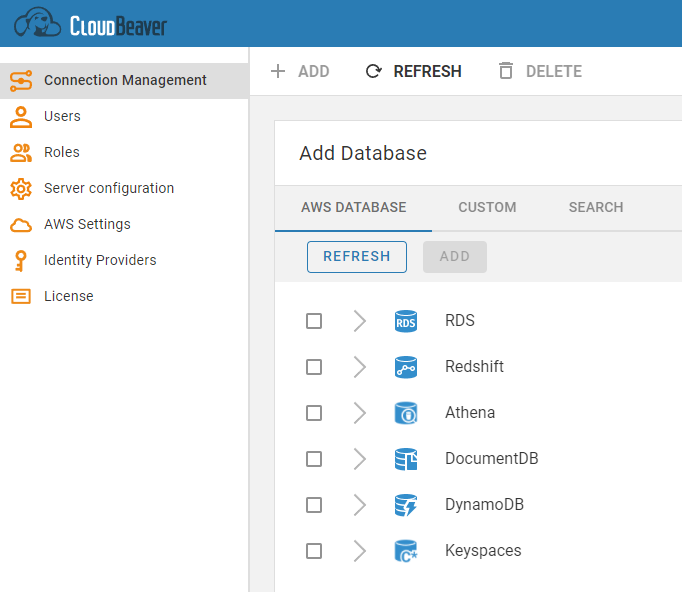 CloudBeaver
Connection Management
Users
Roles
Server configuration
AWS Settings
Identity Providers
License
ADD
REFRESH
DELETE
Add Database
AWS DATABASE
CUSTOM
SEARCH
REFRESH
ADD
RDS
RDS
Redshift
Athena
DocumentDB
DynamoDB
C*
Keyspaces